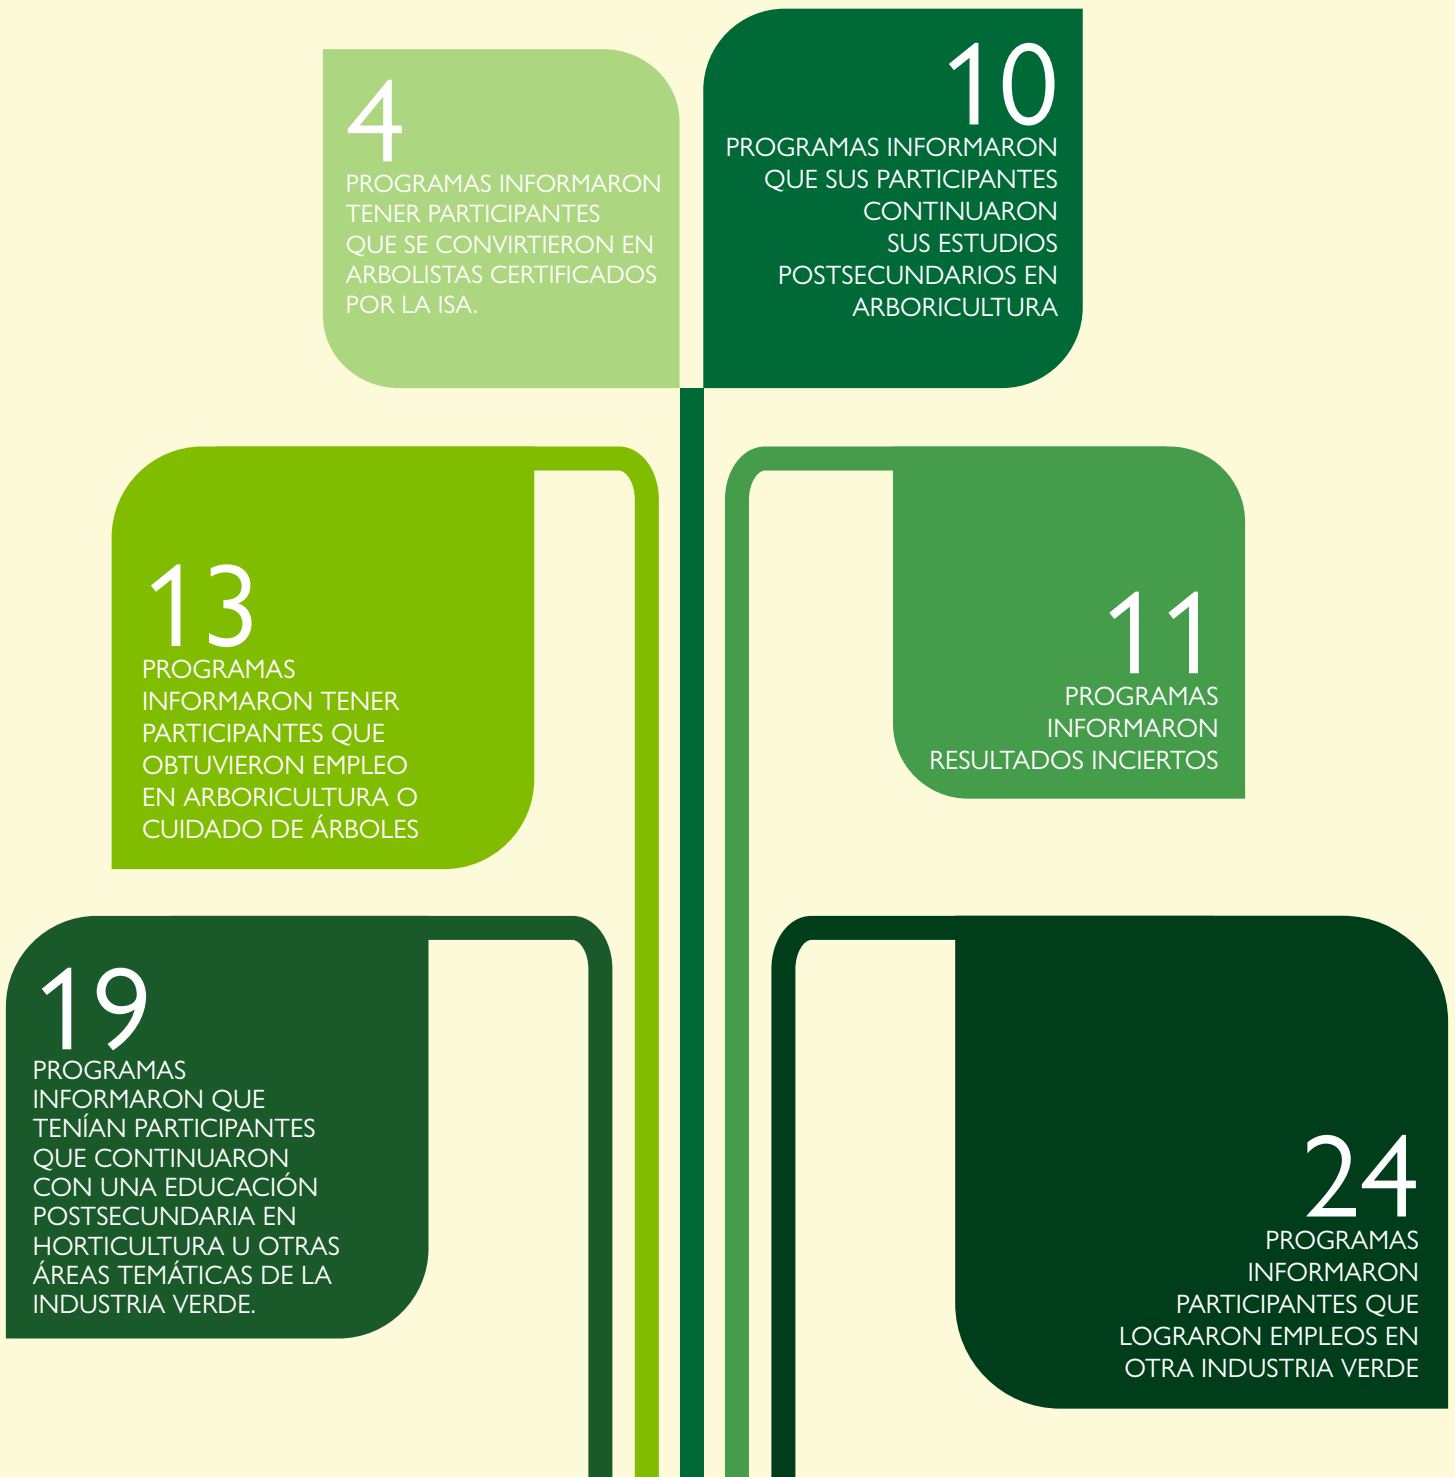 4
PROGRAMAS INFORMARON
TENER PARTICIPANTES
QUE SE CONVIRTIERON EN
ARBOLISTAS CERTIFICADOS
POR LA ISA.
10
PROGRAMAS INFORMARON
QUE SUS PARTICIPANTES
CONTINUARON
SUS ESTUDIOS
POSTSECUNDARIOS EN
ARBORICULTURA
13
PROGRAMAS
INFORMARON TENER
PARTICIPANTES QUE
OBTUVIERON EMPLEO
EN ARBORICULTURA O
CUIDADO DE ÁRBOLES
11
PROGRAMAS
INFORMARON
RESULTADOS INCIERTOS
19
PROGRAMAS
INFORMARON QUE
TENÍAN PARTICIPANTES
QUE CONTINUARON
CON UNA EDUCACIÓN
POSTSECUNDARIA EN
HORTICULTURA U OTRAS
ÁREAS TEMÁTICAS DE LA
INDUSTRIA VERDE.
24
PROGRAMAS
INFORMARON
PARTICIPANTES QUE
LOGRARON EMPLEOS EN
OTRA INDUSTRIA VERDE